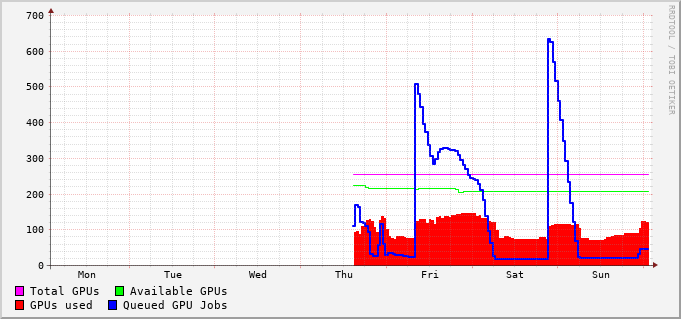 700
600
500
400
300
200
100
0
Mon Tue Wed Thu Fri Sat Sun
Total GPUs Available GPUs
GPUs used Queued GPU Jobs
RRDTOOL / TOBI OETIKER